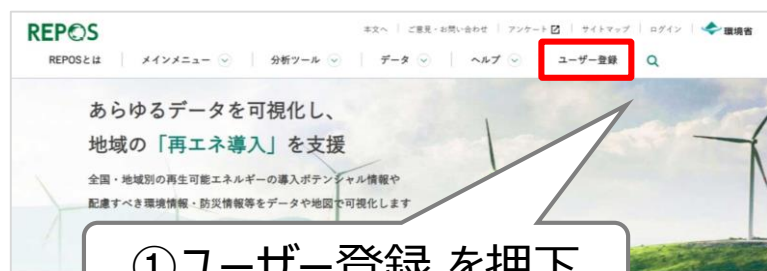 REPOS
本文へ ご意見・お問い合わせ アンケート サイトマップ ログイン 環境省
REPOSとは メインメニュー 分析ツール データ ヘルプ ユーザー登録
あらゆるデータを可視化し、
地域の「再エネ導入」を支援
全国・地域別の再生可能エネルギーの導入ポテンシャル情報や
配慮すべき環境情報・防災情報等をデータや地図で可視化します
①ユーザー登録 を押下